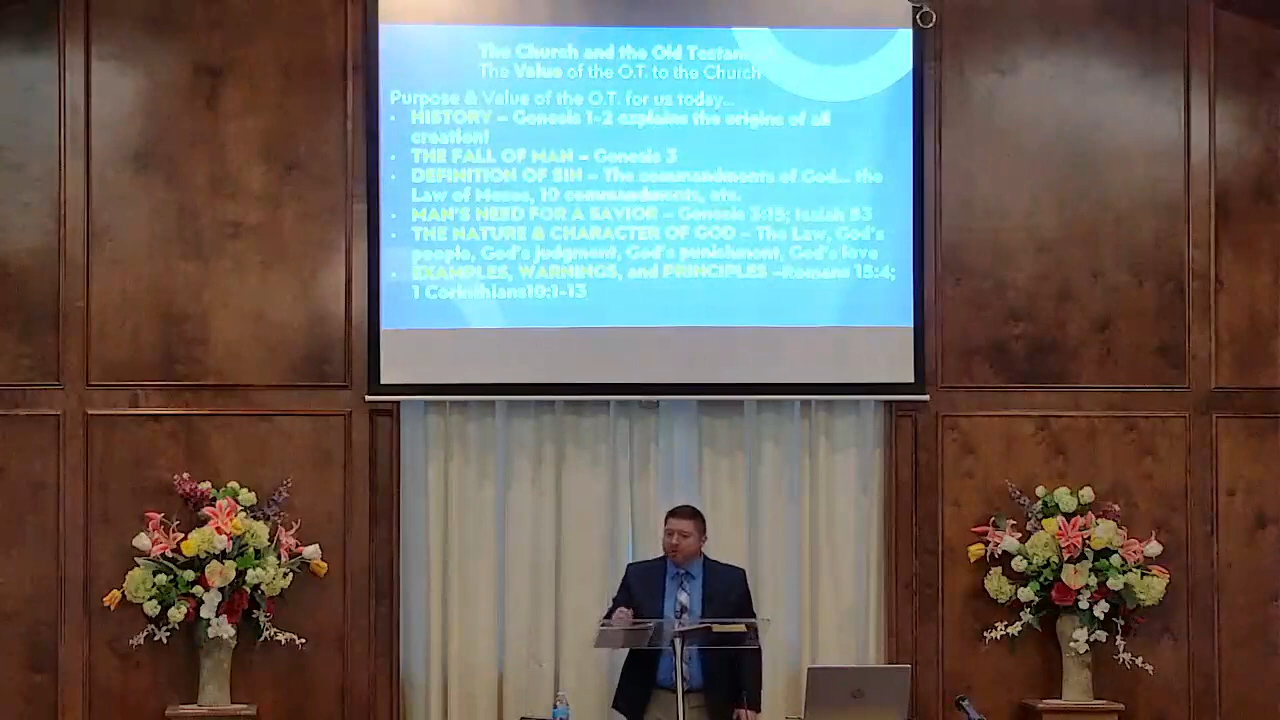 The Church and the Old Testament
The Value of the O.T. to the Church
Purpose & Value of the O.T. for us today...
• HISTORY – Genesis 1-2 explains the origins of all
creation!
• THE FALL OF MAN – Genesis 3
• DEFINITION OF SIN – The commandments of God... the
Law of Moses, 10 commandments, etc.
• MAN'S NEED FOR A SAVIOR – Genesis 3:15; Isaiah 53
• THE NATURE & CHARACTER OF GOD – The Law, God's
people, God's judgment, God's punishment, God's love
• EXAMPLES, WARNINGS, and PRINCIPLES –Romans 15:4;
1 Corinthians10:1-13